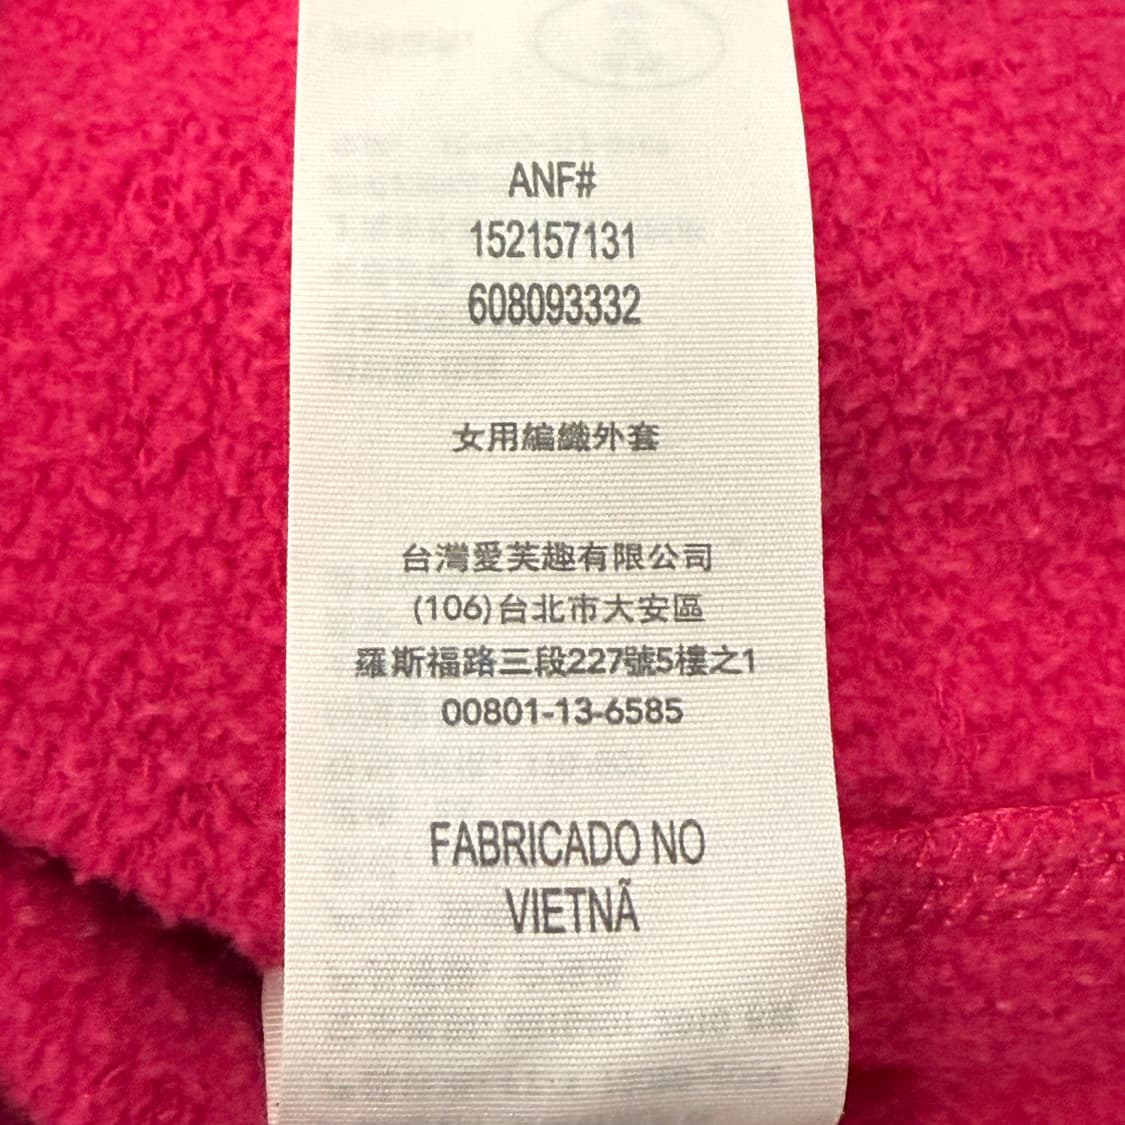 ANF#
152157131
608093332
女用編織外套
台灣愛芙趣有限公司
(106)台北市大安區
羅斯福路三段227號5樓之1
00801-13-6585
FABRICADO NO
VIETNÃ